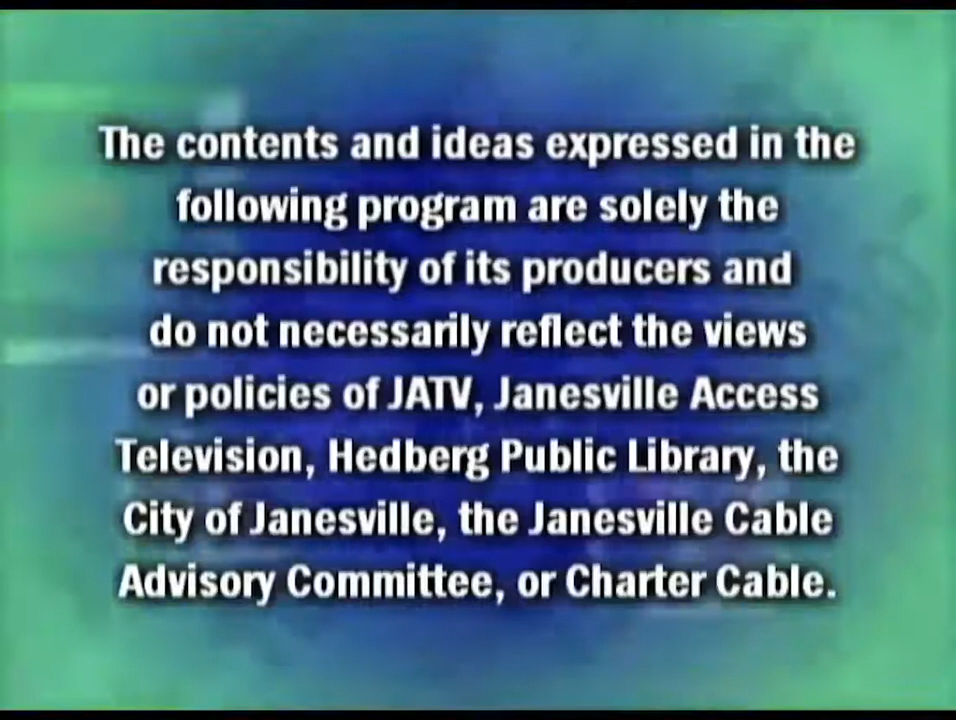 The contents and ideas expressed in the
following program are solely the
responsibility of its producers and
do not necessarily reflect the views
or policies of JATV, Janesville Access
Television, Hedberg Public Library, the
City of Janesville, the Janesville Cable
Advisory Committee, or Charter Cable.